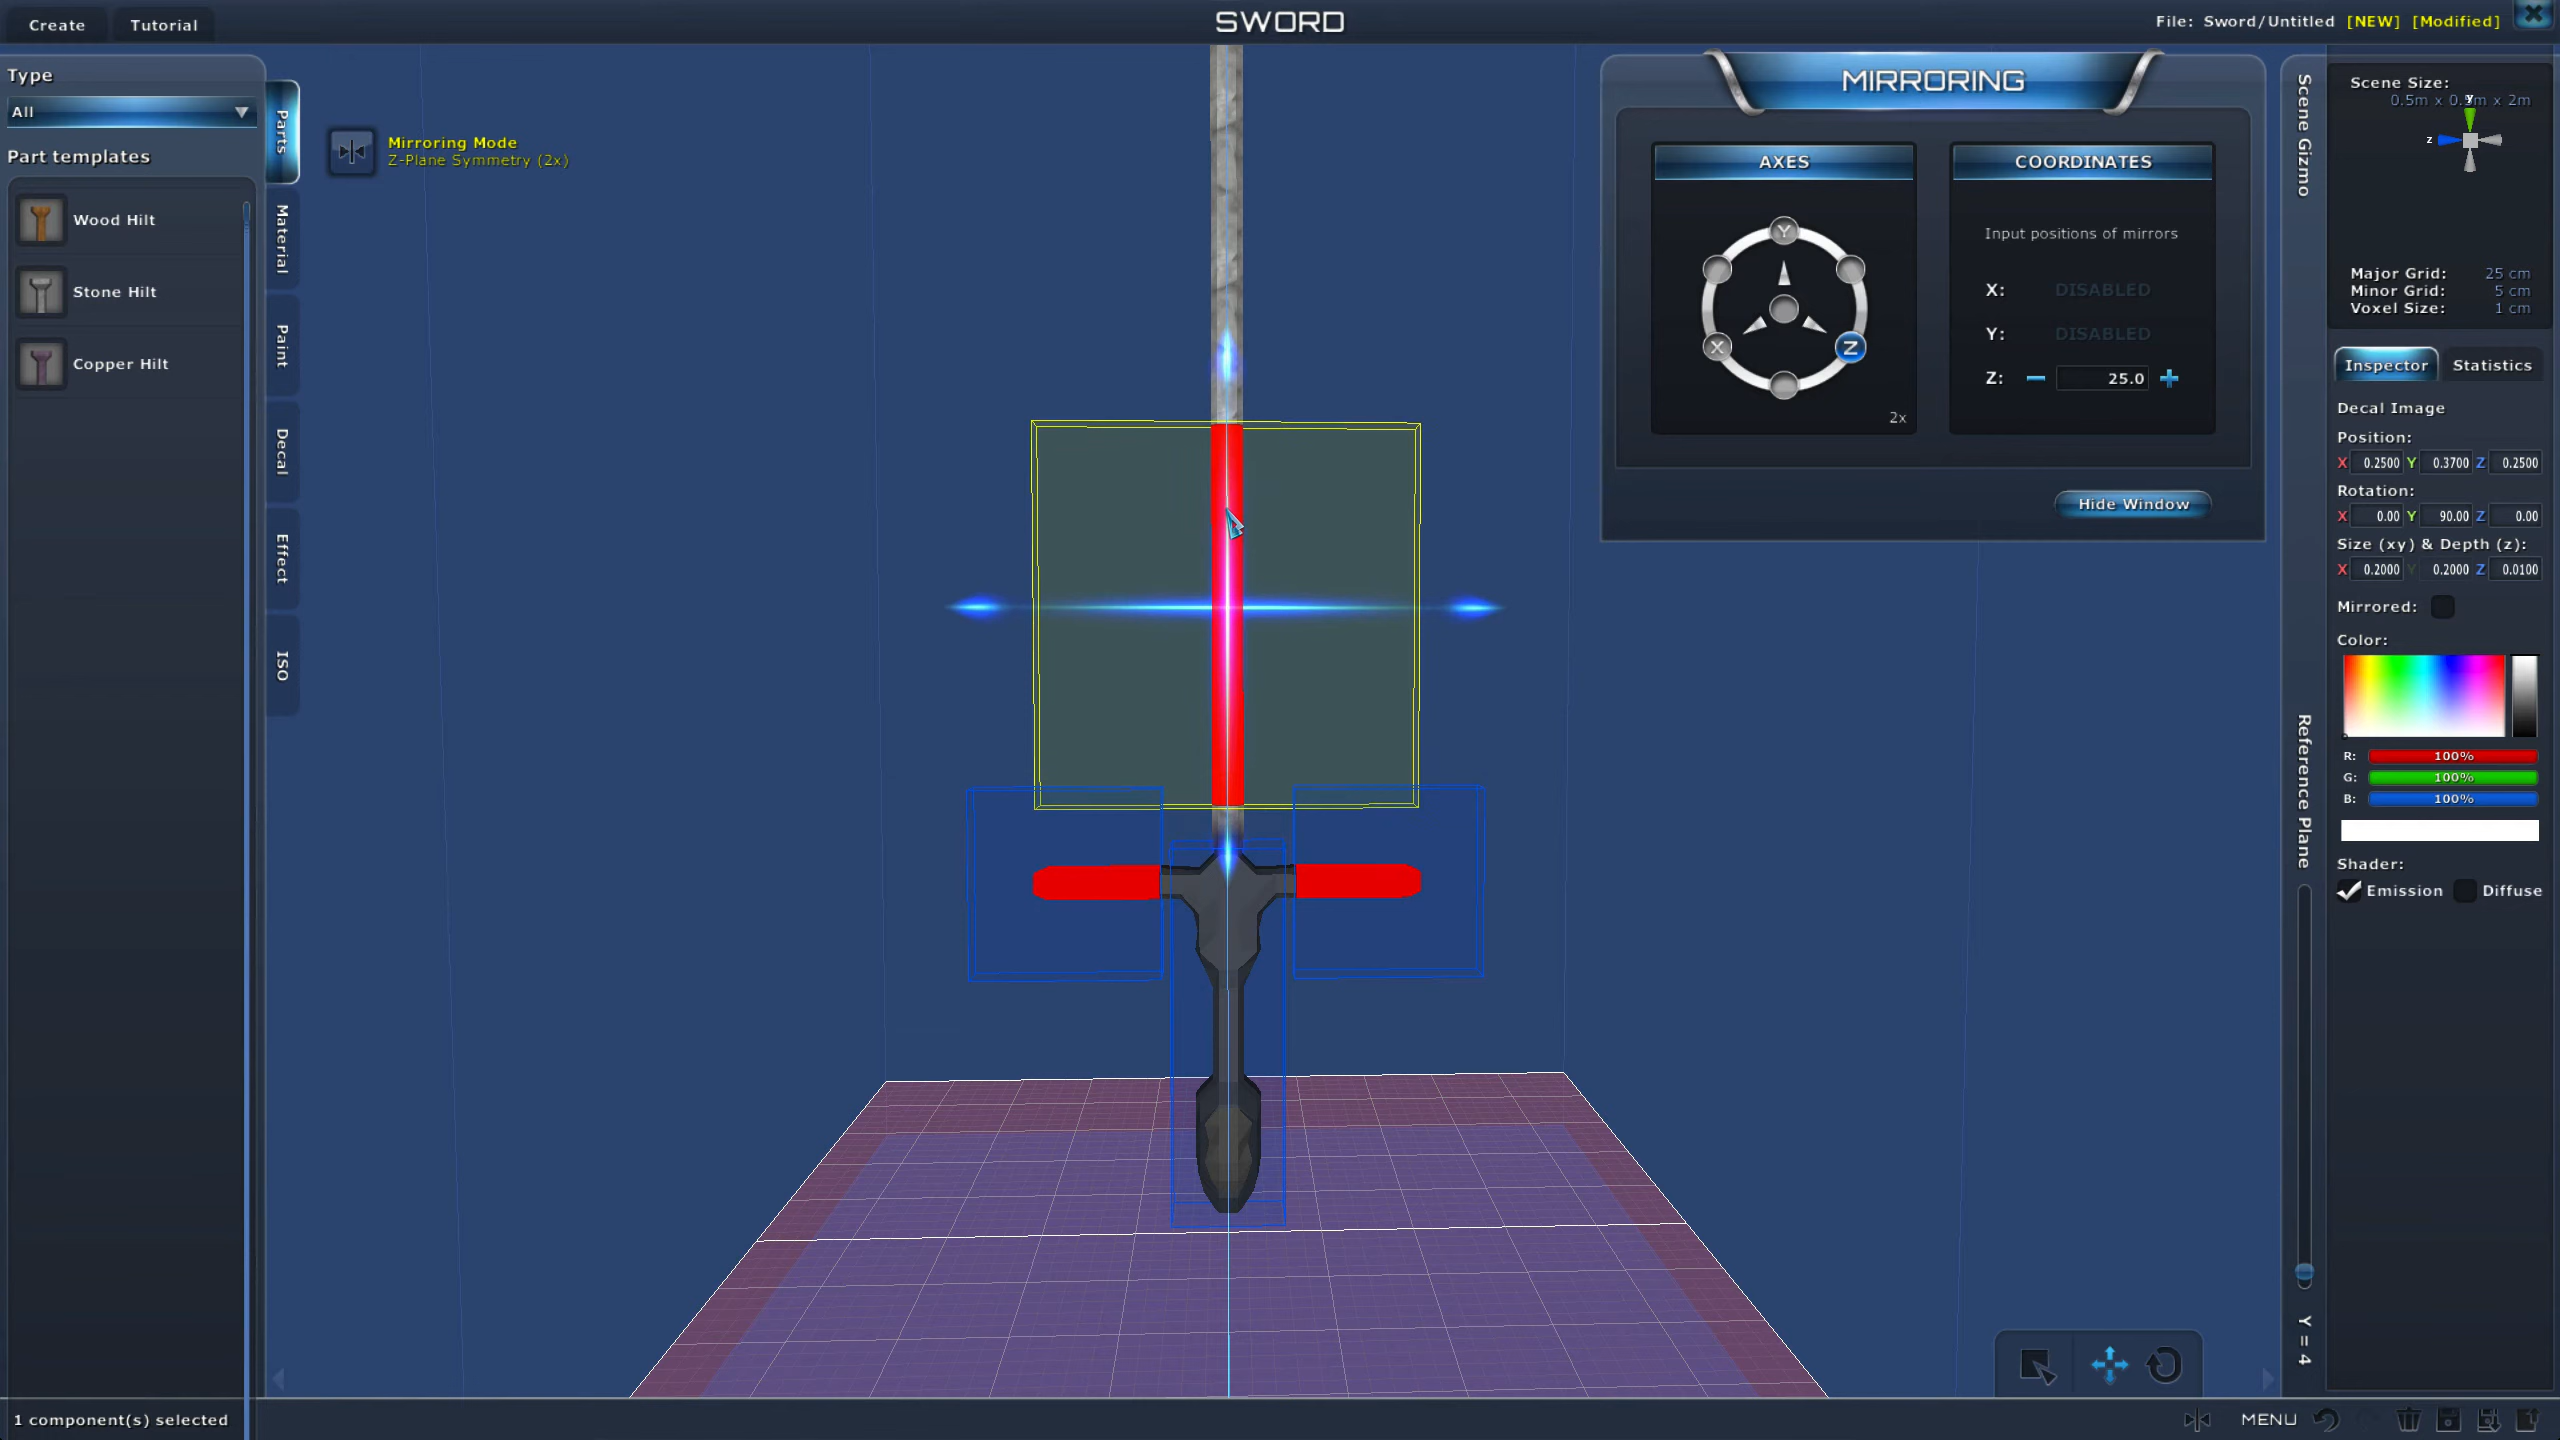 Create
Tutorial
SWORD
File: Sword/Untitled [NEW] [Modified]
Type
All
Part templates
Wood Hilt
Stone Hilt
Copper Hilt
Parts
Material
Paint
Decal
Effect
ISO
Mirroring Mode
Z-Plane Symmetry (2x)
MIRRORING
AXES
Y
X
Z
2x
COORDINATES
Input positions of mirrors
X: DISABLED
Y: DISABLED
Z: 25.0
Hide Window
Scene Gizmo
Reference Plane
Y = 4
Scene Size:
0.5m x 0.5m x 2m
y
z
Major Grid: 25 cm
Minor Grid: 5 cm
Voxel Size: 1 cm
Inspector
Statistics
Decal Image
Position:
X 0.2500 Y 0.3700 Z 0.2500
Rotation:
X 0.00 Y 90.00 Z 0.00
Size (xy) & Depth (z):
X 0.2000 Y 0.2000 Z 0.0100
Mirrored:
Color:
R: 100%
G: 100%
B: 100%
Shader:
Emission
Diffuse
1 component(s) selected
MENU